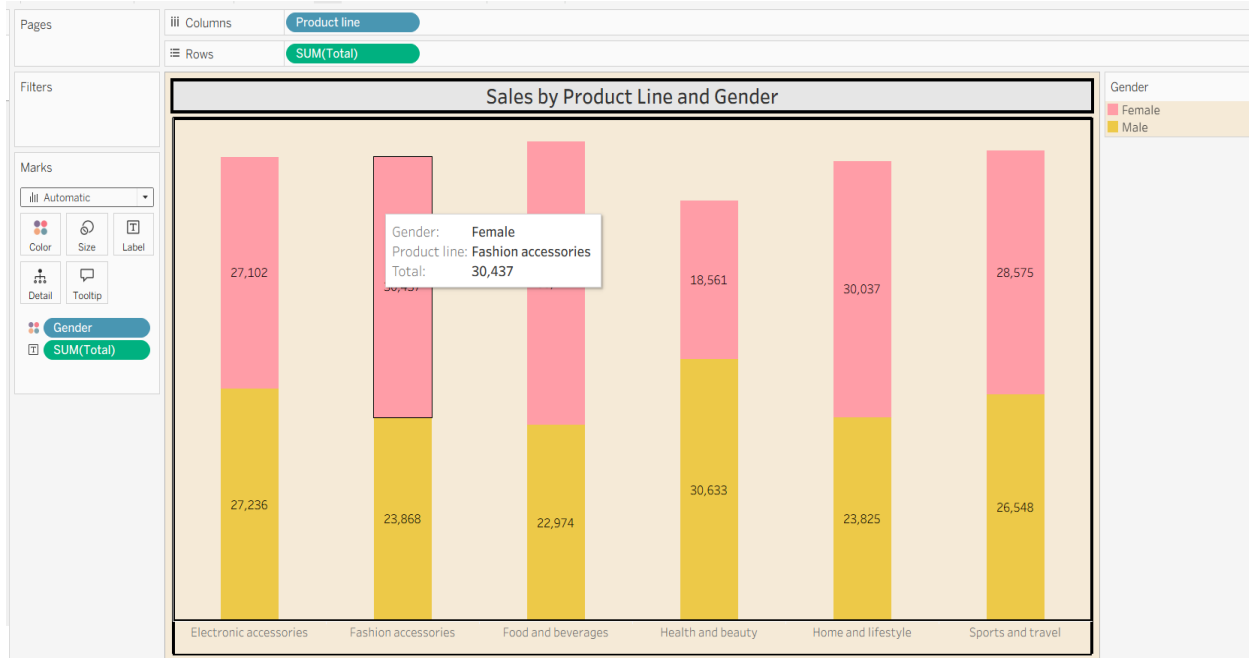 Pages
Columns
Product line
Rows
SUM(Total)
Filters
Marks
Automatic
Color
Size
Label
Detail
Tooltip
Gender
SUM(Total)
Sales by Product Line and Gender
27,102
18,561
30,037
28,575
27,236
23,868
22,974
30,633
23,825
26,548
Gender: Female
Product line: Fashion accessories
Total: 30,437
Electronic accessories
Fashion accessories
Food and beverages
Health and beauty
Home and lifestyle
Sports and travel
Gender
Female
Male